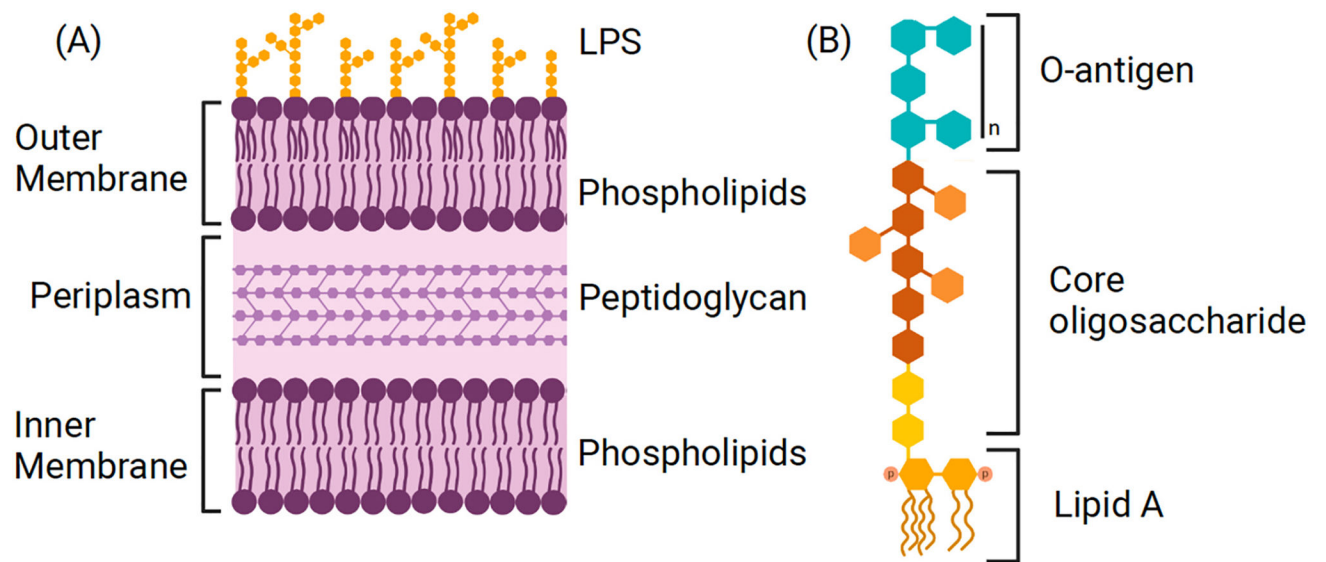 (A)
LPS
Outer
Membrane
Phospholipids
Periplasm
Peptidoglycan
Inner
Membrane
Phospholipids
(B)
O-antigen
n
Core
oligosaccharide
p
p
Lipid A